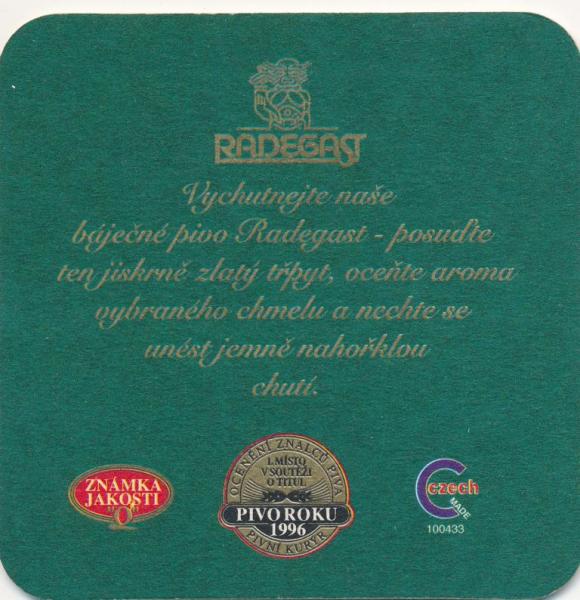 RADEGAST
Vychutnejte naše
báječné pivo Radegast - posuďte
ten jiskrně zlatý třpyt, oceňte aroma
vybraného chmelu a nechte se
unést jemně nahořklou
chutí.
ZNÁMKA
JAKOSTI
Q
OCENĚNÍ ZNALCŮ PIVA
1. MÍSTO
V SOUTĚŽI
O TITUL
PIVO ROKU
1996
PIVNÍ KURÝR
czech
MADE
100433